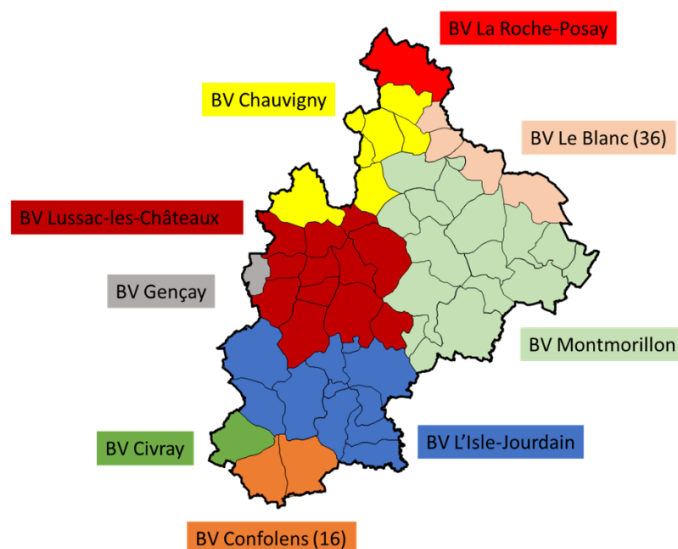 BV La Roche-Posay
BV Chauvigny
BV Le Blanc (36)
BV Lussac-les-Châteaux
BV Gençay
BV Montmorillon
BV Civray
BV L'Isle-Jourdain
BV Confolens (16)